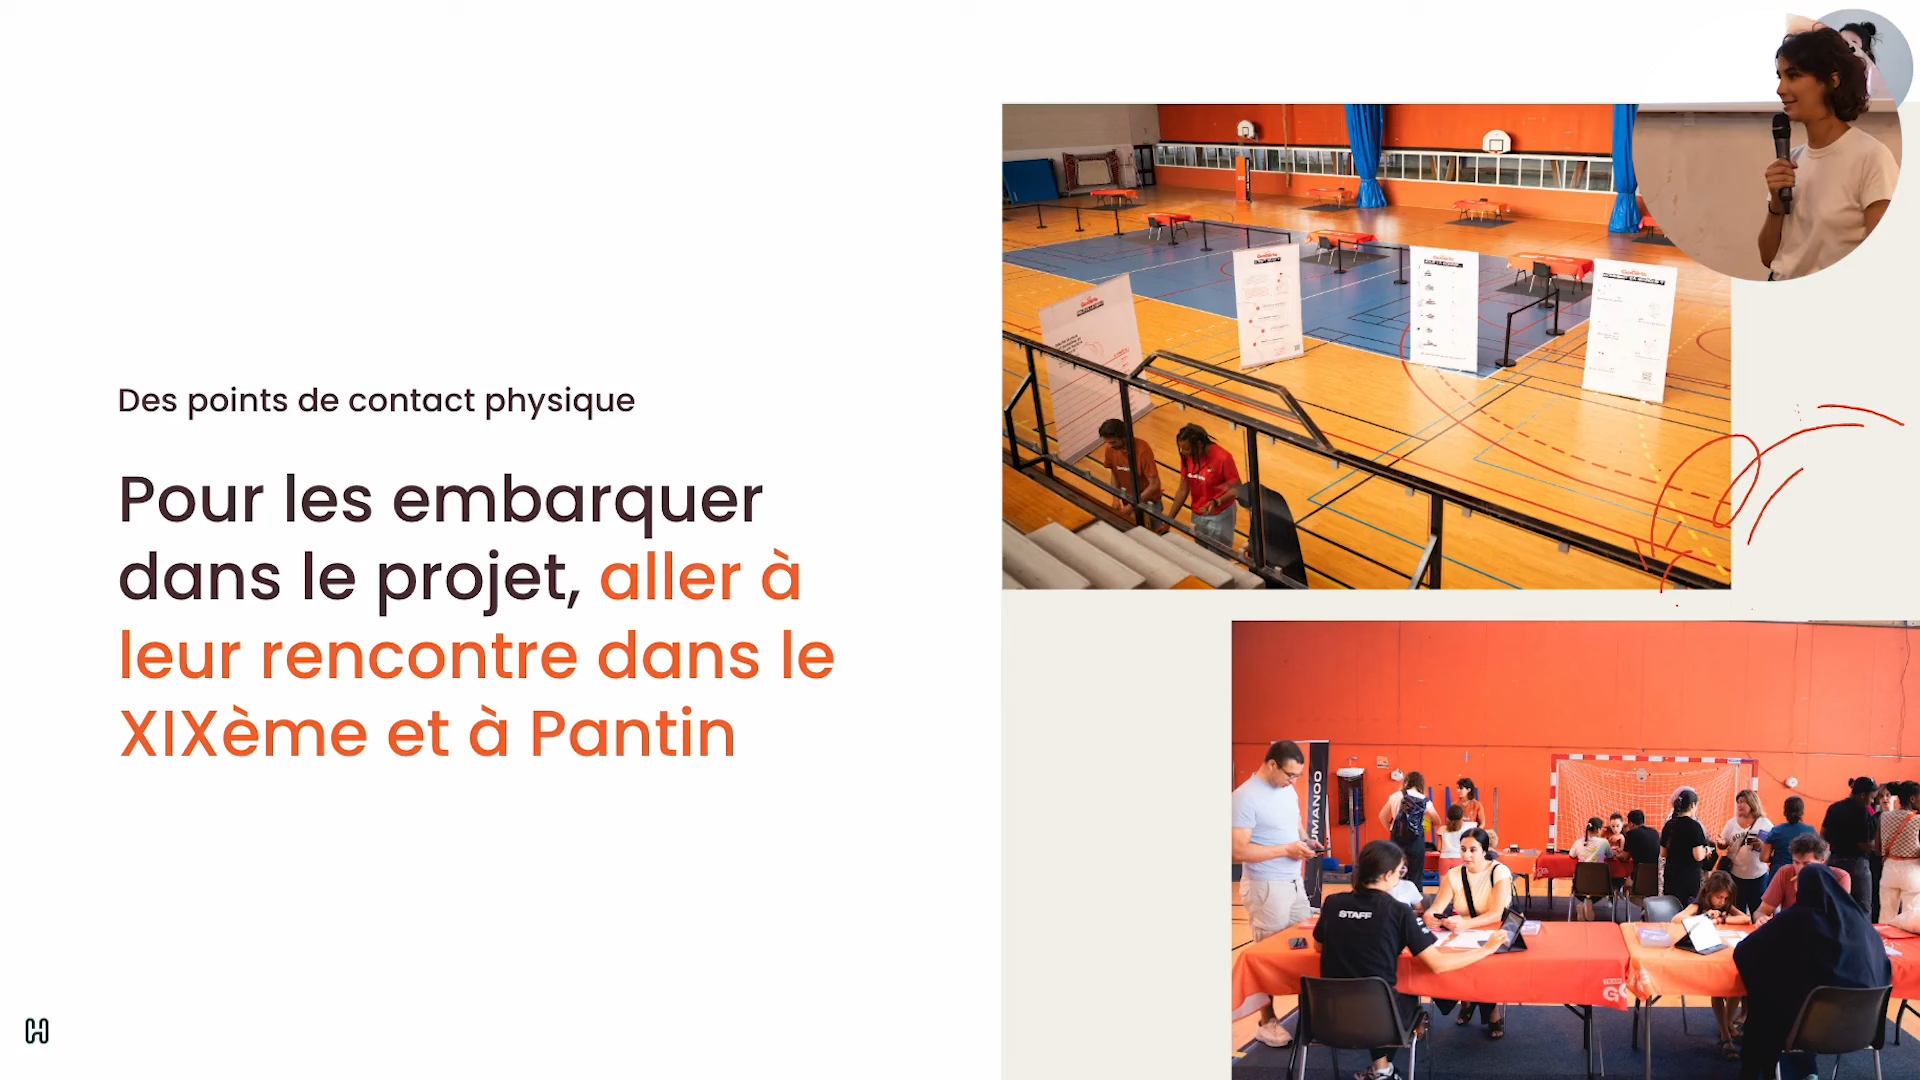 Des points de contact physique
Pour les embarquer
dans le projet, aller à
leur rencontre dans le
XIXème et à Pantin
STAFF